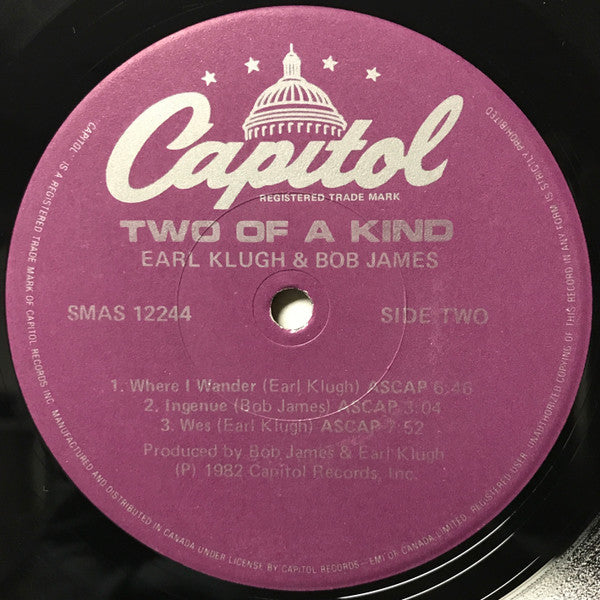 Capitol
REGISTERED TRADE MARK
TWO OF A KIND
EARL KLUGH & BOB JAMES
SMAS 12244
SIDE TWO
1. Where I Wander (Earl Klugh) ASCAP 6:46
2. Ingenue (Bob James) ASCAP 3:04
3. Wes (Earl Klugh) ASCAP 7:52
Produced by Bob James & Earl Klugh
(P) 1982 Capitol Records, Inc.
CAPITOL IS A REGISTERED TRADE MARK OF CAPITOL RECORDS INC. MANUFACTURED AND DISTRIBUTED IN CANADA UNDER LICENSE BY CAPITOL RECORDS—EMI OF CANADA LIMITED. REGISTERED USER. UNAUTHORIZED COPYING OF THIS RECORD IN ANY FORM IS STRICTLY PROHIBITED